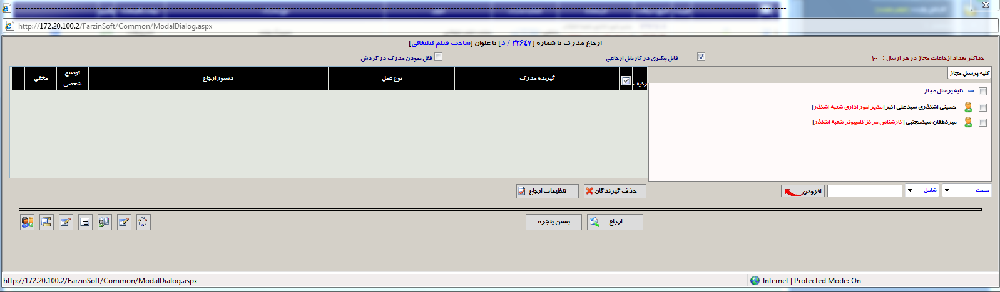 http://172.20.100.2/FarzinSoft/Common/ModalDialog.aspx
ارجاع مدرک با شماره [۲۲۶۴۷ / د] با عنوان [ساخت فیلم تبلیغاتی]
حداکثر تعداد ارجاعات مجاز در هر ارسال : ۱۰۰
قابل پیگیری در کارتابل ارجاعی
قفل نمودن مدرک در گردش
کلیه پرسنل مجاز
ردیف
گیرنده مدرک
نوع عمل
دستور ارجاع
توضیح شخصی
مخفی
کلیه پرسنل مجاز
حسینی اشکذری سیدعلی اکبر [مدیر امور اداری شعبه اشکذر]
میردهقان سیدمجتبی [کارشناس مرکز کامپیوتر شعبه اشکذر]
سمت
شامل
افزودن
حذف گیرندگان
تنظیمات ارجاع
ارجاع
بستن پنجره
http://172.20.100.2/FarzinSoft/Common/ModalDialog.aspx
Internet | Protected Mode: On